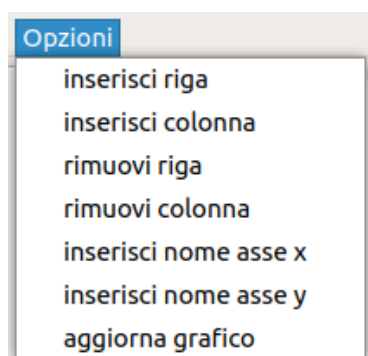 Opzioni
inserisci riga
inserisci colonna
rimuovi riga
rimuovi colonna
inserisci nome asse x
inserisci nome asse y
aggiorna grafico